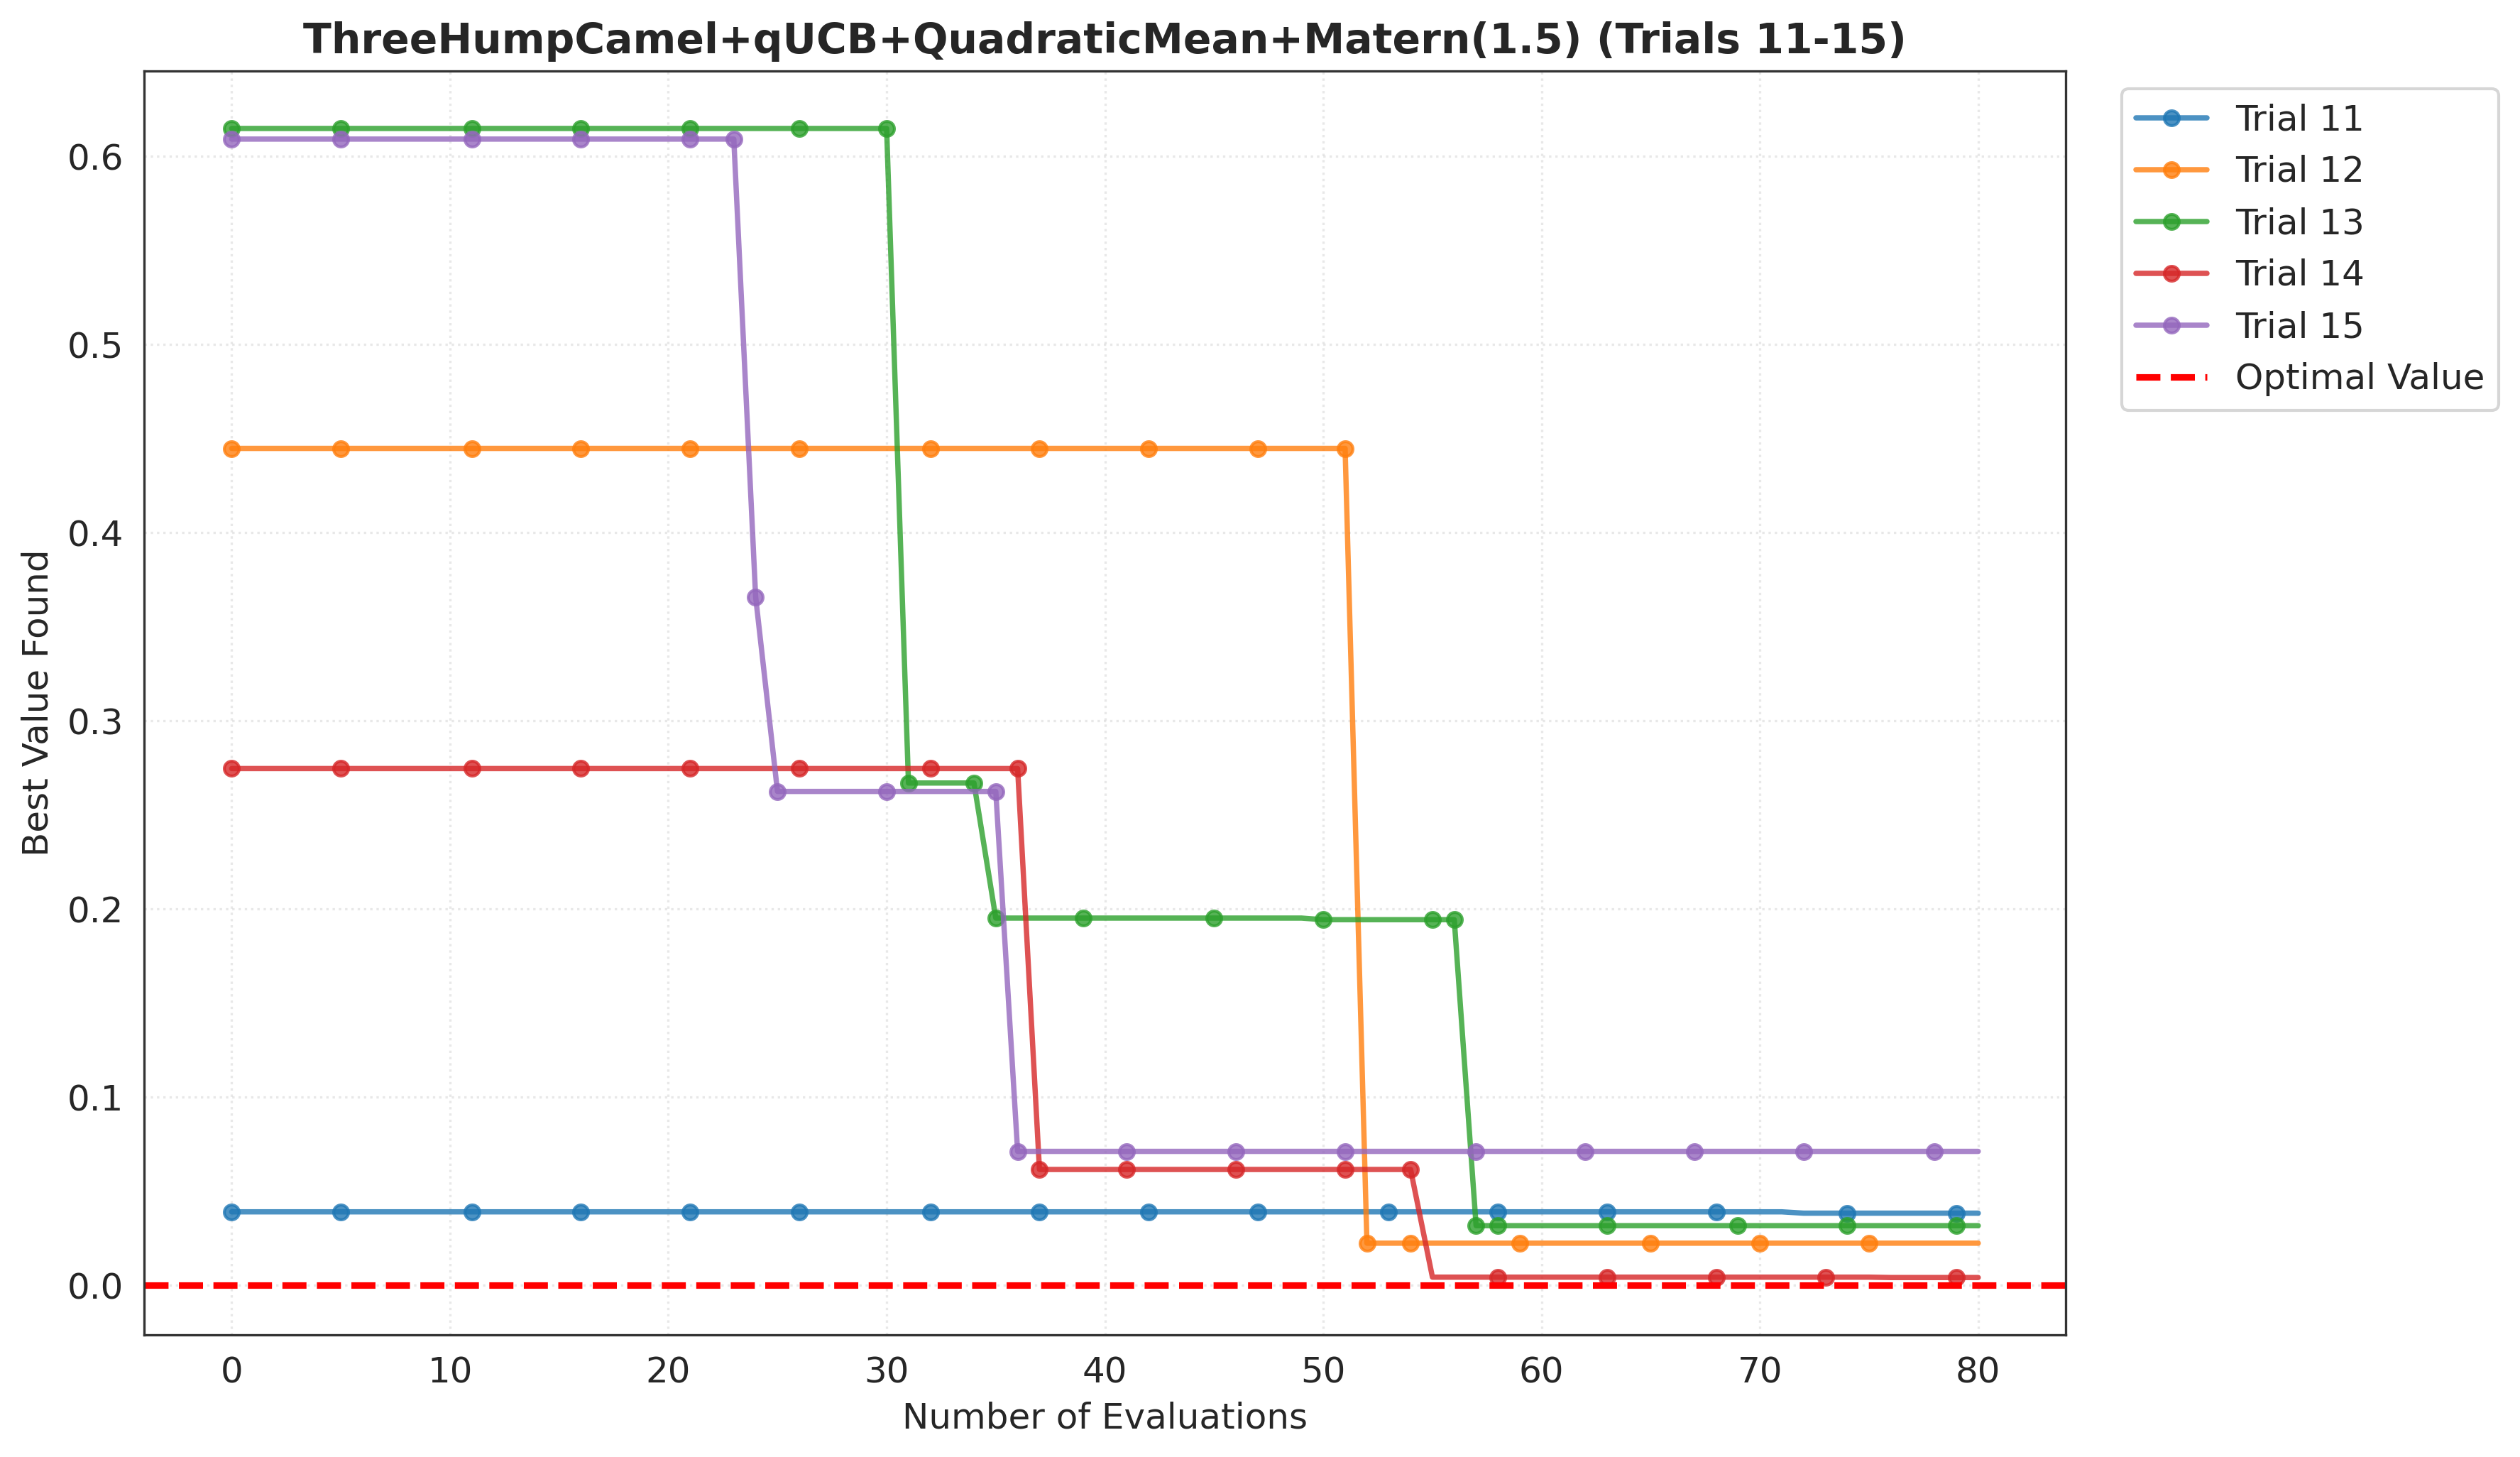 ThreeHumpCamel+qUCB+QuadraticMean+Matern(1.5) (Trials 11-15)
Best Value Found
0.6
0.5
0.4
0.3
0.2
0.1
0.0
0 10 20 30 40 50 60 70 80
Number of Evaluations
Trial 11
Trial 12
Trial 13
Trial 14
Trial 15
Optimal Value